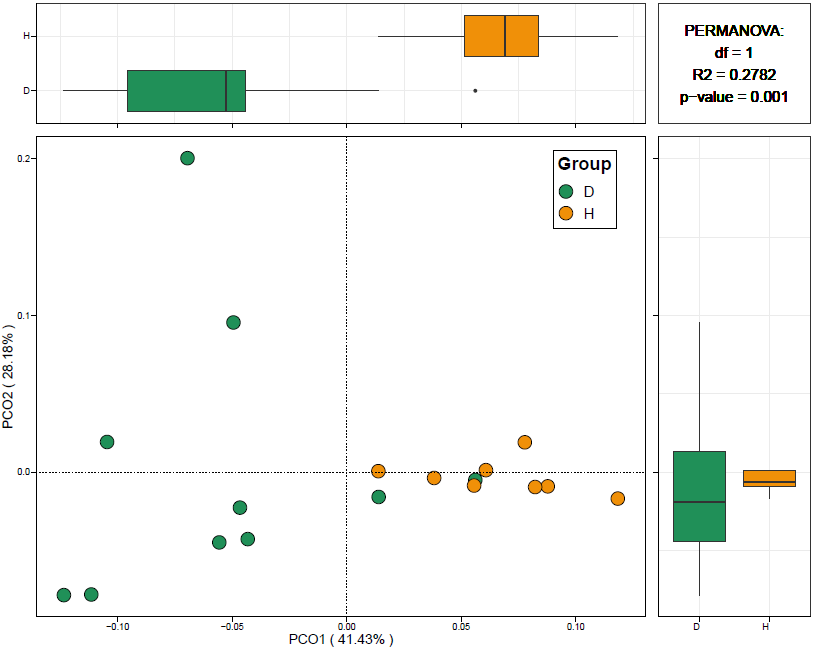 H
D
PERMANOVA:
df = 1
R2 = 0.2782
p-value = 0.001
Group
D
H
0.2
0.1
0.0
PCO2 ( 28.18% )
-0.10
-0.05
0.00
0.05
0.10
PCO1 ( 41.43% )
D
H